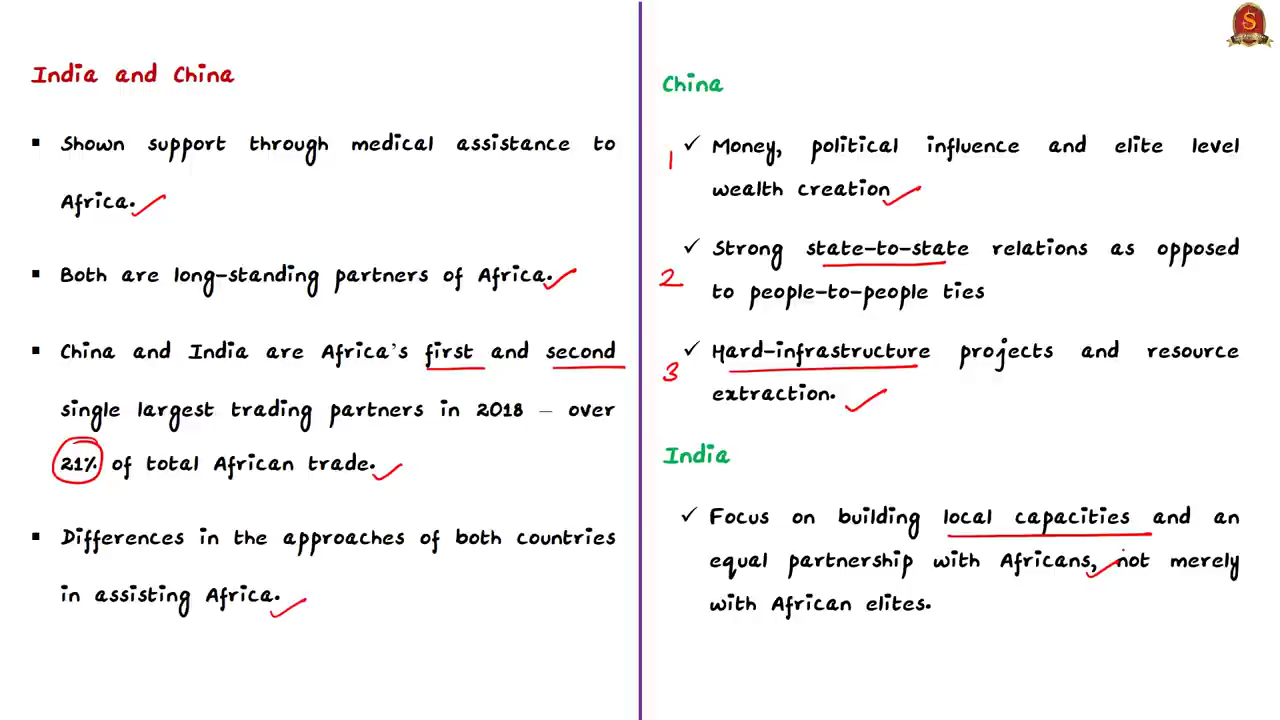 India and China
▪ Shown support through medical assistance to
Africa.
▪ Both are long-standing partners of Africa.
▪ China and India are Africa's first and second
single largest trading partners in 2018 – over
21% of total African trade.
▪ Differences in the approaches of both countries
in assisting Africa.
China
1 ✓ Money, political influence and elite level
wealth creation
✓ Strong state-to-state relations as opposed
2 to people-to-people ties
✓ Hard-infrastructure projects and resource
3 extraction.
India
✓ Focus on building local capacities and an
equal partnership with Africans, not merely
with African elites.
S